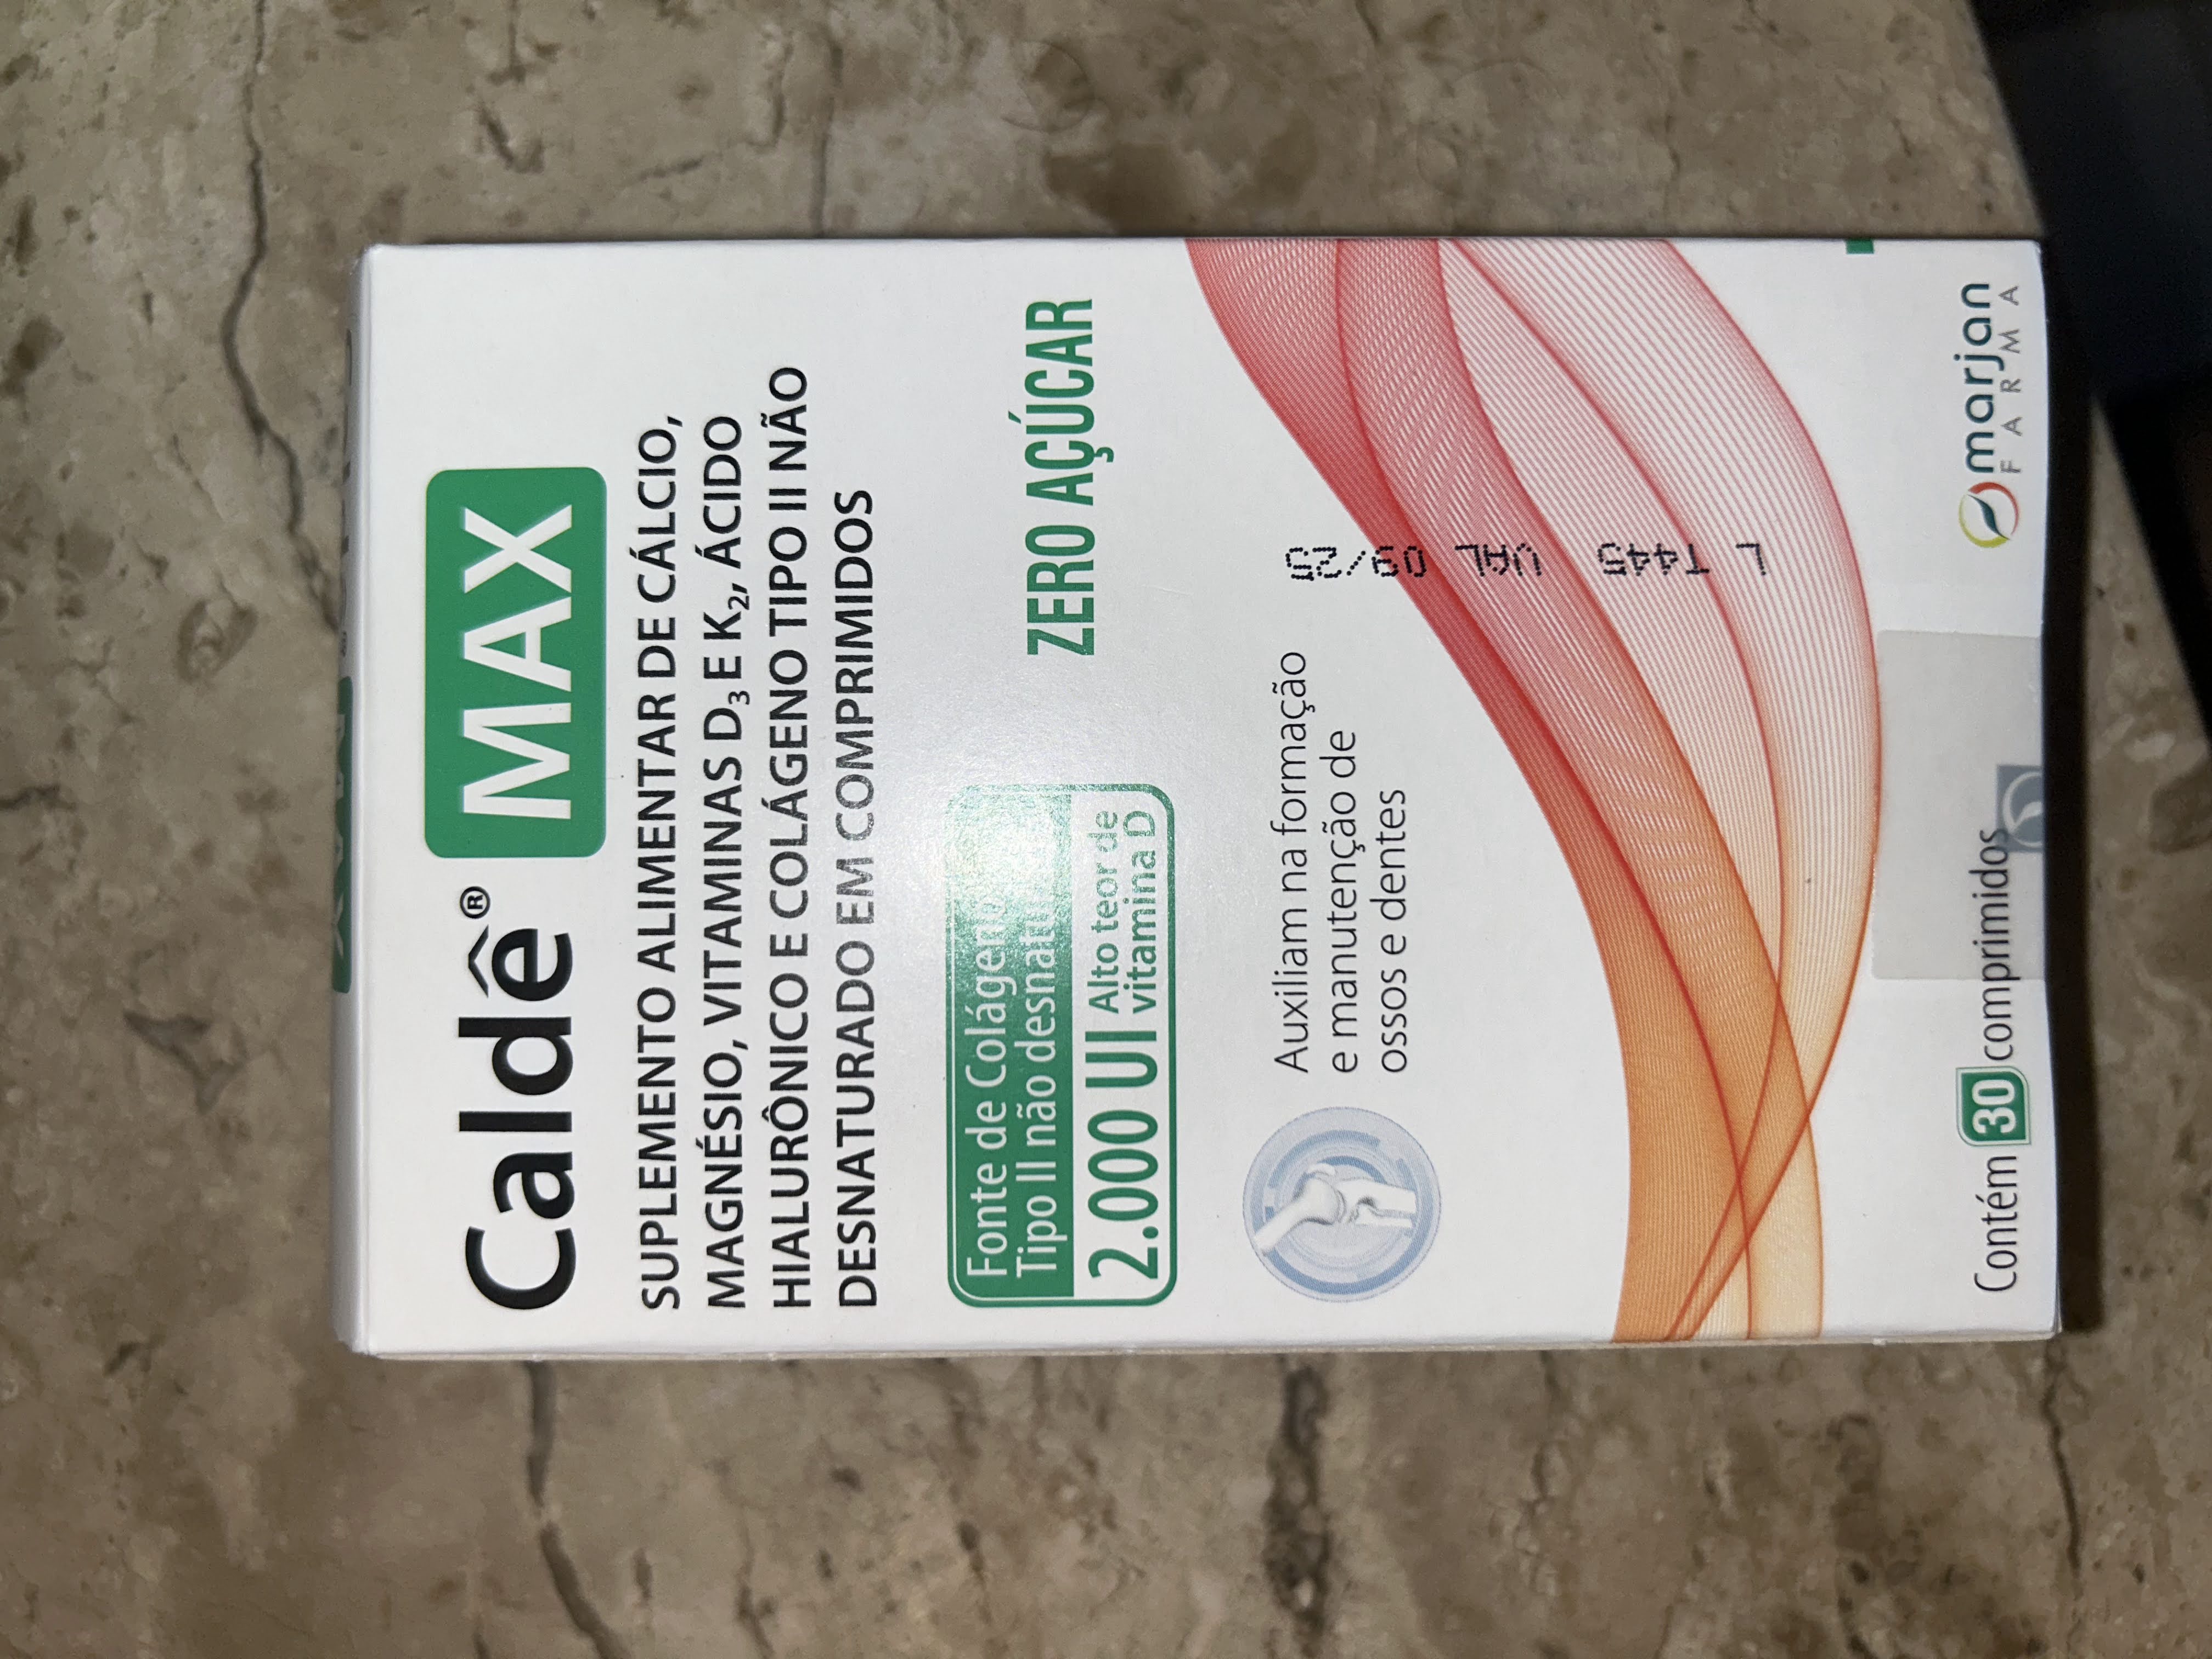 Caldê® MAX
SUPLEMENTO ALIMENTAR DE CÁLCIO,
MAGNÉSIO, VITAMINAS D₃ E K₂, ÁCIDO
HIALURÔNICO E COLÁGENO TIPO II NÃO
DESNATURADO EM COMPRIMIDOS
Fonte de Colágeno
Tipo II não
2.000 UI Alto teor de
vitamina D
ZERO AÇÚCAR
Auxiliam na formação
e manutenção de
ossos e dentes
L T445 VAL 09/25
Contém 30 comprimidos
marjan
FARMA